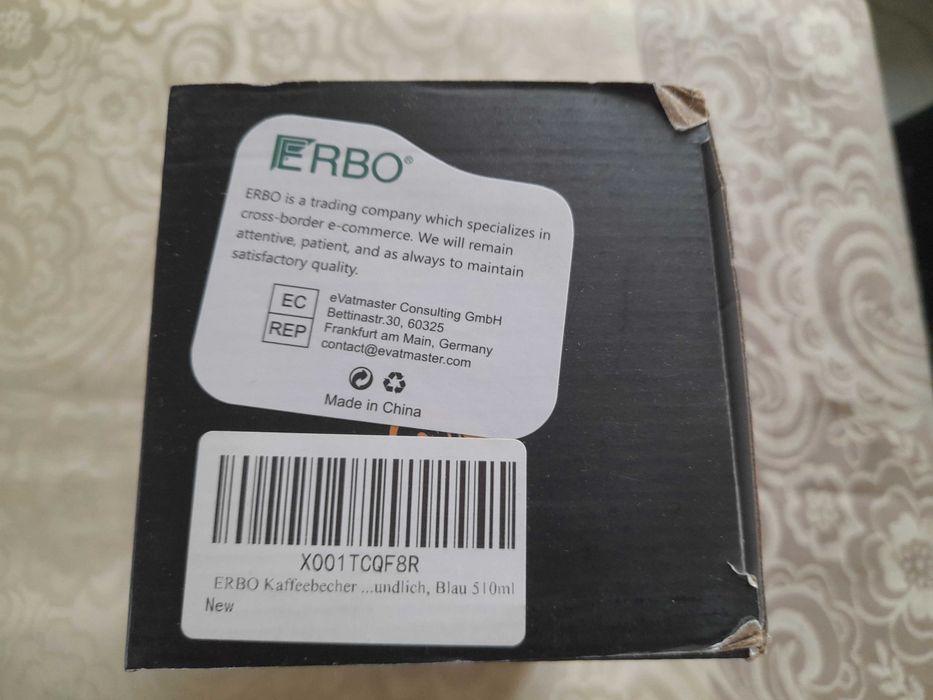 ERBO®
ERBO is a trading company which specializes in
cross-border e-commerce. We will remain
attentive, patient, and as always to maintain
satisfactory quality.
EC
REP
eVatmaster Consulting GmbH
Bettinastr.30, 60325
Frankfurt am Main, Germany
contact@evatmaster.com
Made in China
X001TCQF8R
ERBO Kaffeebecher ...undlich, Blau 510ml
New